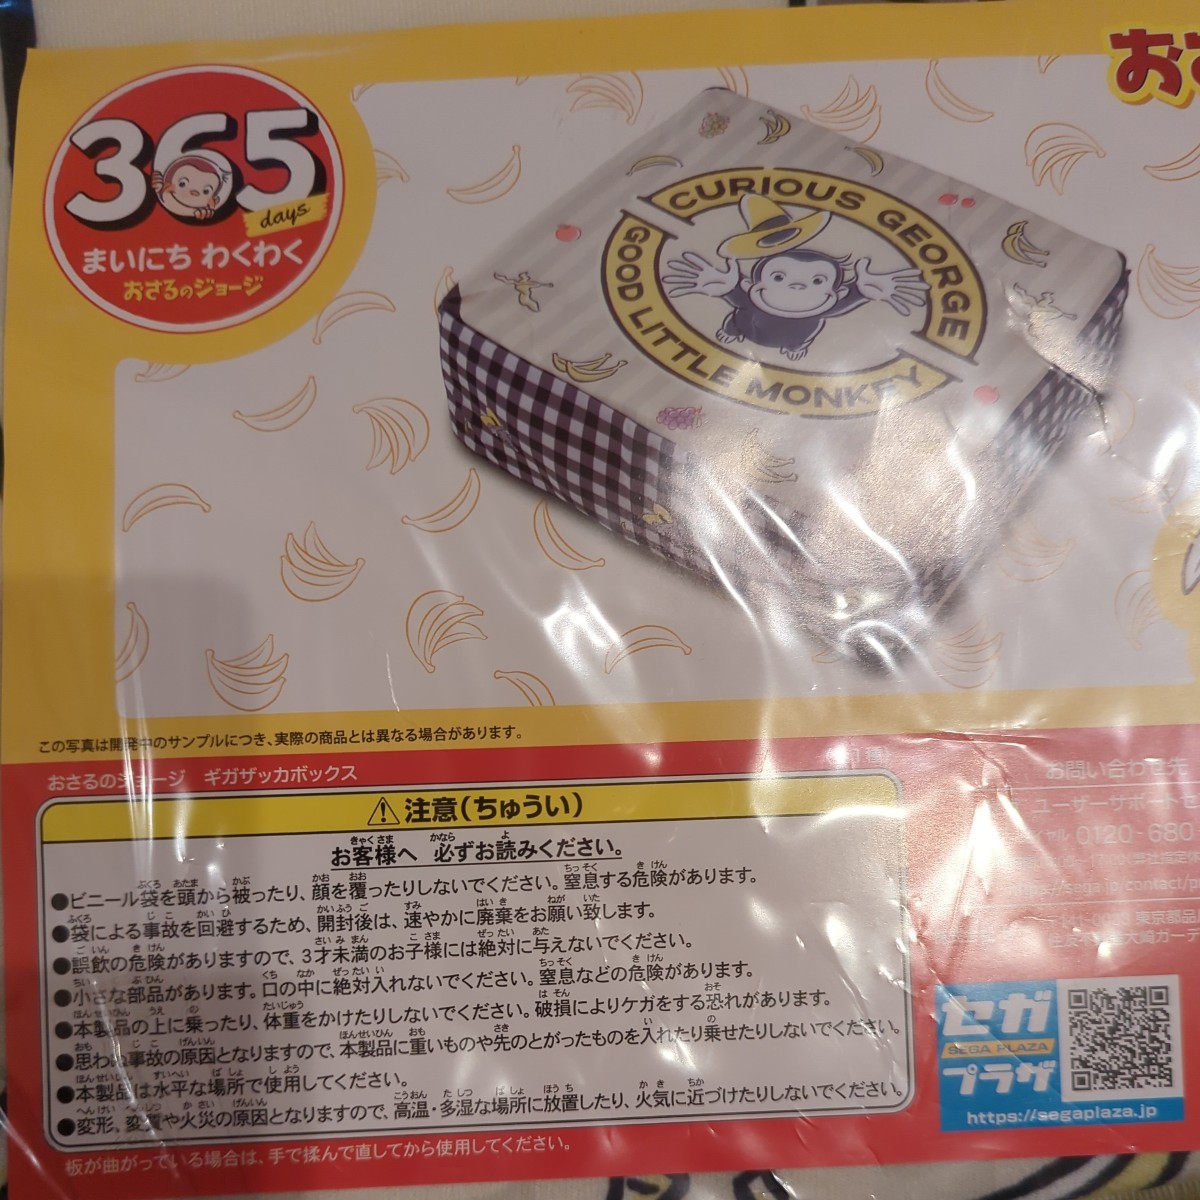 365
days
まいにち わくわく
おさるのジョージ
お
CURIOUS GEORGE
GOOD LITTLE MONKEY
この写真は開発中のサンプルにつき、実際の商品とは異なる場合があります。
おさるのジョージ ギガザッカボックス
注意(ちゅうい)
お客様へ 必ずお読みください。
●ビニール袋を頭から被ったり、顔を覆ったりしないでください。窒息する危険があります。
●袋による事故を回避するため、開封後は、速やかに廃棄をお願い致します。
●誤飲の危険がありますので、3才未満のお子様には絶対に与えないでください。
●小さな部品があります。口の中に絶対入れないでください。窒息などの危険があります。
●本製品の上に乗ったり、体重をかけたりしないでください。破損によりケガをする恐れがあります。
●思わぬ事故の原因となりますので、本製品に重いものや先のとがったものを入れたり乗せたりしないでください。
●本製品は水平な場所で使用してください。
●変形、変質や火災の原因となりますので、高温・多湿な場所に放置したり、火気に近づけたりしないでください。
板が曲がっている場合は、手で揉んで直してから使用してください。
お問い合わせ先
ユーザーサポートセ
0120 680
セガ
SEGA PLAZA
プラザ
https://segaplaza.jp